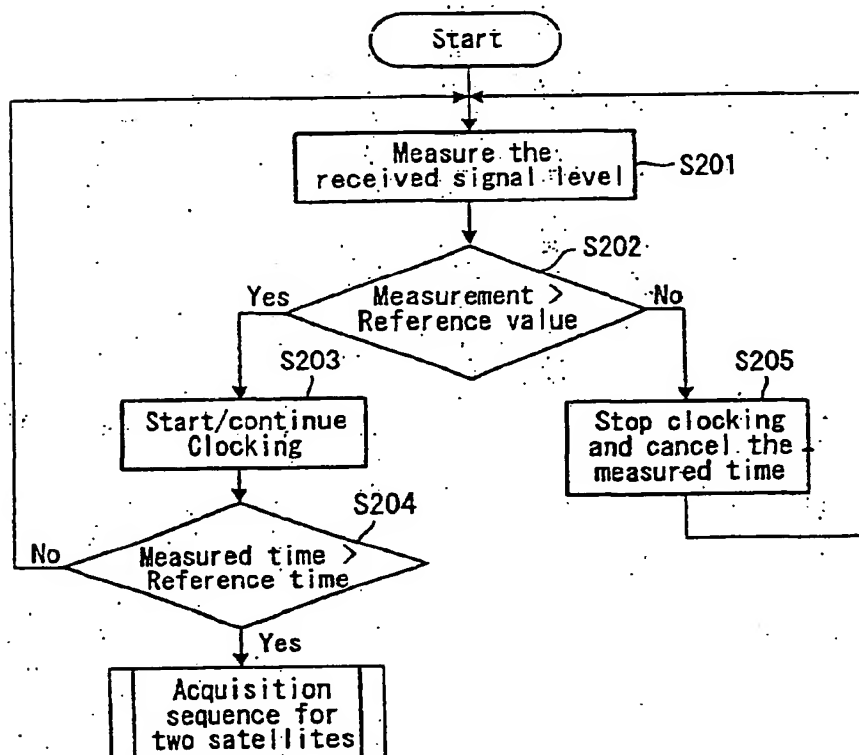 Start
Measure the
received signal level
S201
S202
Yes
Measurement >
Reference value
No
S203
Start/continue
Clocking
S205
Stop clocking
and cancel the
measured time
S204
No
Measured time >
Reference time
Yes
Acquisition
sequence for
two satellites